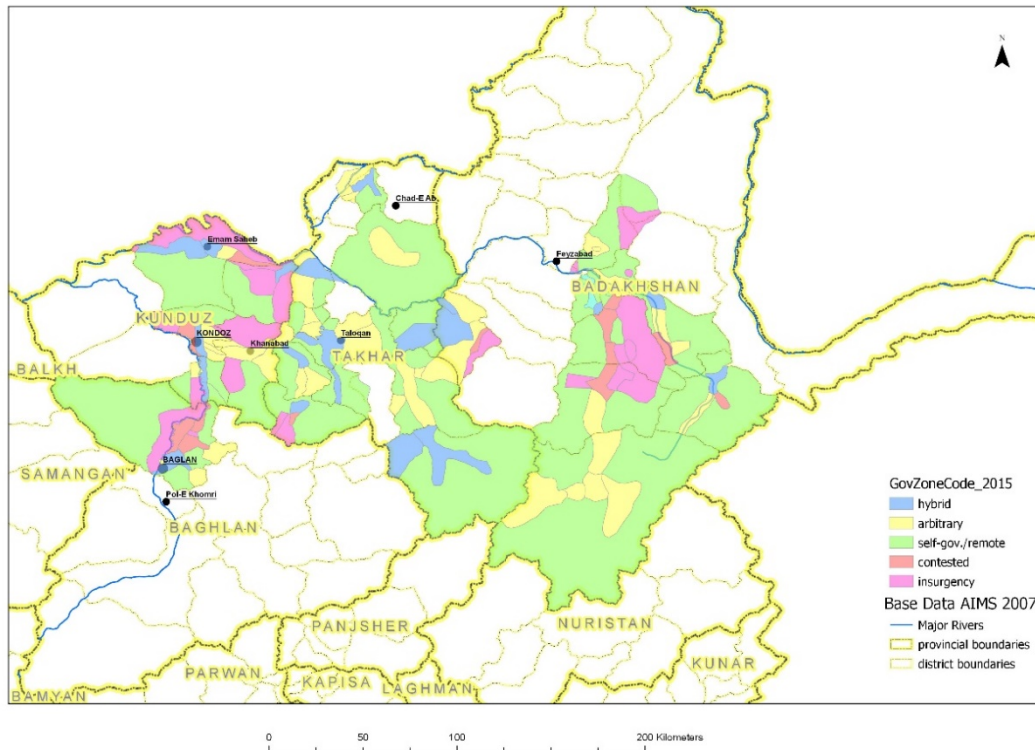 N
Chad-E Ab
Emam Saheb
Feyzabad
BADAKHSHAN
KUNDUZ
KONDOZ
Khanabad
Taloqan
TAKHAR
BALKH
SAMANGAN
BAGLAN
Pol-E Khomri
BAGHLAN
GovZoneCode_2015
hybrid
arbitrary
self-gov./remote
contested
insurgency
Base Data AIMS 2007
Major Rivers
provincial boundaries
district boundaries
PANJSHER
NURISTAN
PARWAN
KAPISA
LAGHMAN
KUNAR
BAMYAN
0 50 100 200 Kilometers